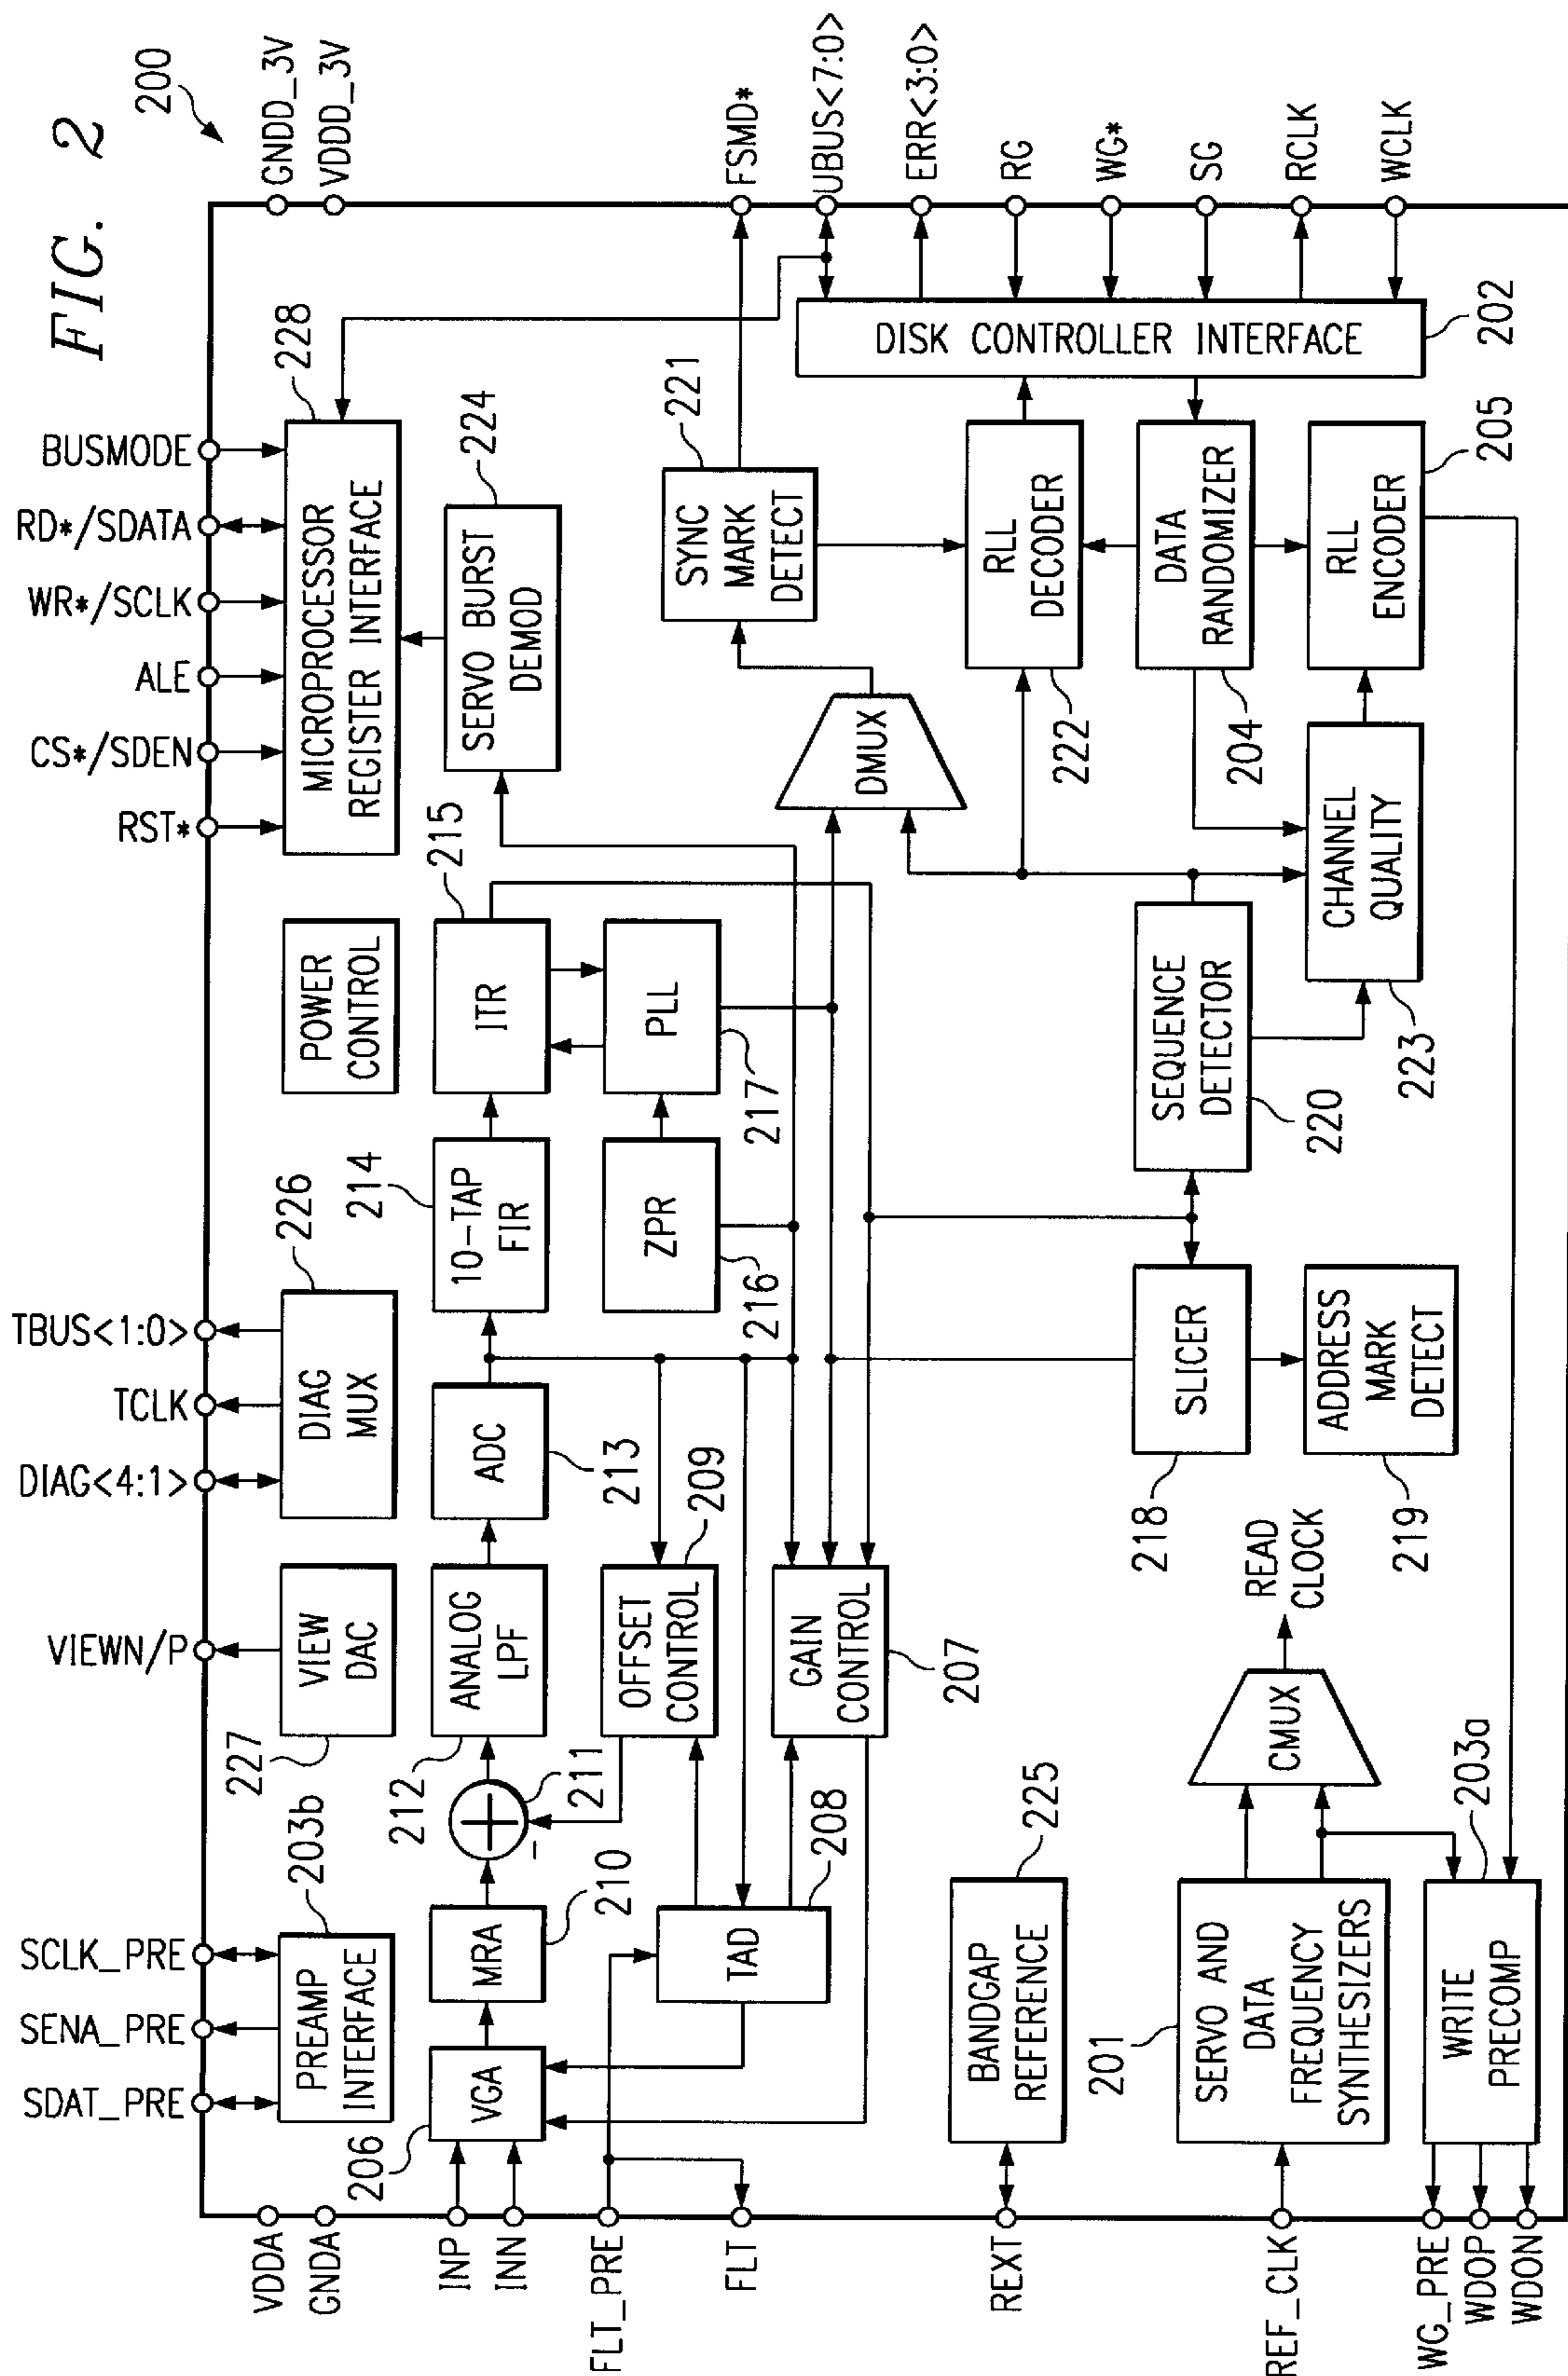 FIG. 2
200
VDDA
GNDA
INP
INN
FLT_PRE
FLT
REXT
REF_CLK
WG_PRE
WDOP
WDON
SDAT_PRE
SENA_PRE
SCLK_PRE
VIEWN/P
DIAG<4:1>
TCLK
TBUS<1:0>
RST*
CS*/SDEN
ALE
WR*/SCLK
RD*/SDATA
BUSMODE
GNDD_3V
VDDD_3V
FSMD*
UBUS<7:0>
ERR<3:0>
RG
WG*
SG
RCLK
WCLK
PREAMP
INTERFACE
203b
VIEW
DAC
227
DIAG
MUX
226
POWER
CONTROL
MICROPROCESSOR
REGISTER INTERFACE
228
VGA
206
MRA
210
-
211
ANALOG
LPF
212
ADC
213
10-TAP
FIR
214
ITR
215
SERVO BURST
DEMOD
224
TAD
208
OFFSET
CONTROL
209
ZPR
216
PLL
217
GAIN
CONTROL
207
SYNC
MARK
DETECT
221
DMUX
DISK CONTROLLER INTERFACE
202
BANDGAP
REFERENCE
225
RLL
DECODER
222
SERVO AND
DATA
FREQUENCY
SYNTHESIZERS
201
CMUX
READ
CLOCK
SLICER
218
SEQUENCE
DETECTOR
220
DATA
RANDOMIZER
204
WRITE
PRECOMP
203a
ADDRESS
MARK
DETECT
219
CHANNEL
QUALITY
223
RLL
ENCODER
205